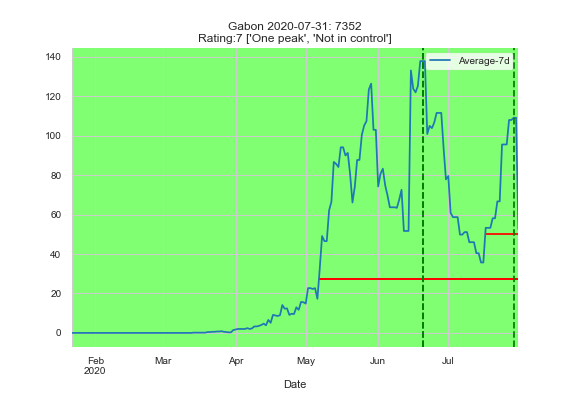 Gabon 2020-07-31: 7352
Rating:7 ['One peak', 'Not in control']
Average-7d
140
120
100
80
60
40
20
0
Feb
2020
Mar
Apr
May
Jun
Jul
Date